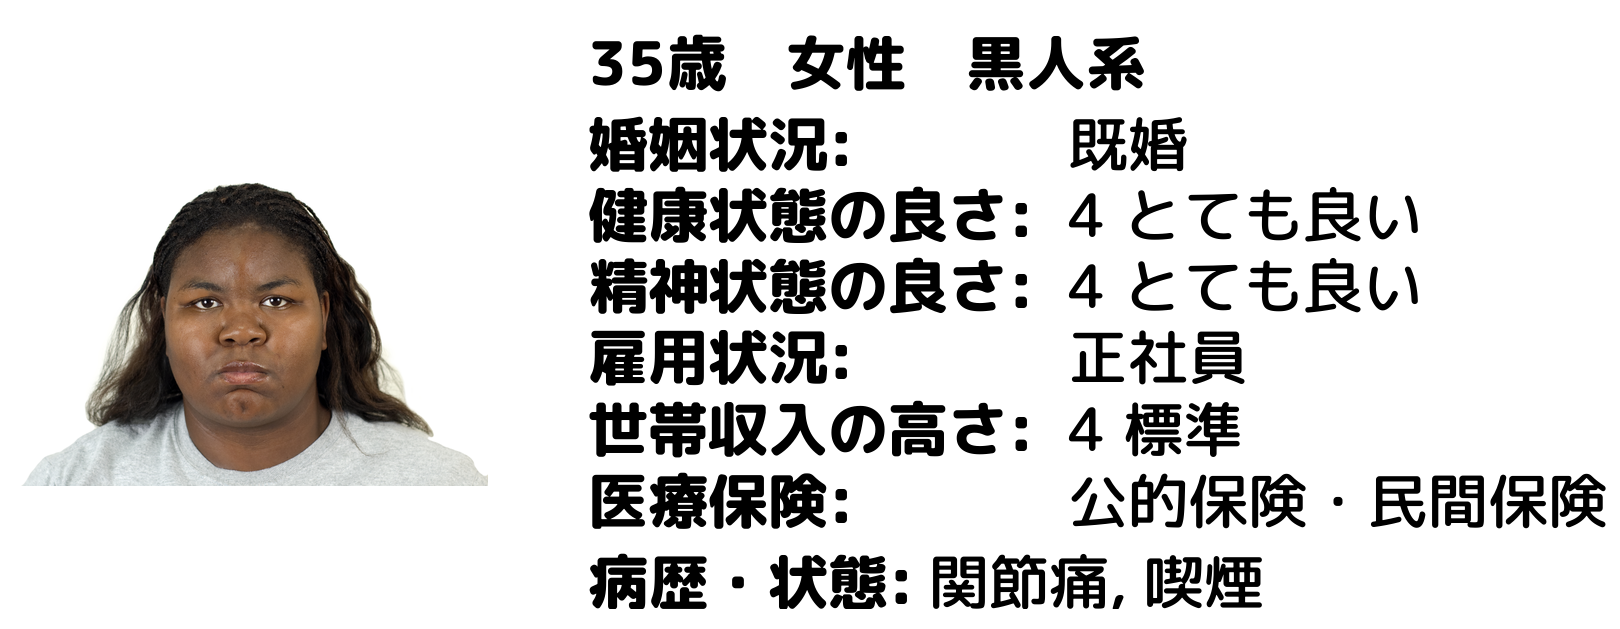 35歳　女性　黒人系
婚姻状況: 既婚
健康状態の良さ: 4 とても良い
精神状態の良さ: 4 とても良い
雇用状況: 正社員
世帯収入の高さ: 4 標準
医療保険: 公的保険・民間保険
病歴・状態: 関節痛, 喫煙